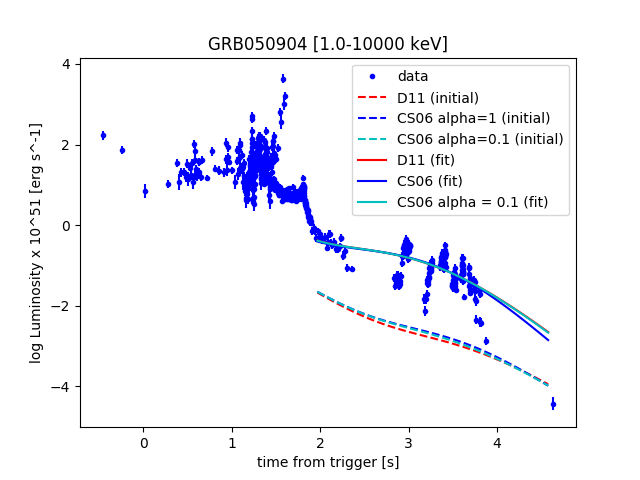 GRB050904 [1.0-10000 keV]
4
2
0
−2
−4
log Luminosity x 10^51 [erg s^-1]
data
D11 (initial)
CS06 alpha=1 (initial)
CS06 alpha=0.1 (initial)
D11 (fit)
CS06 (fit)
CS06 alpha = 0.1 (fit)
0 1 2 3 4
time from trigger [s]